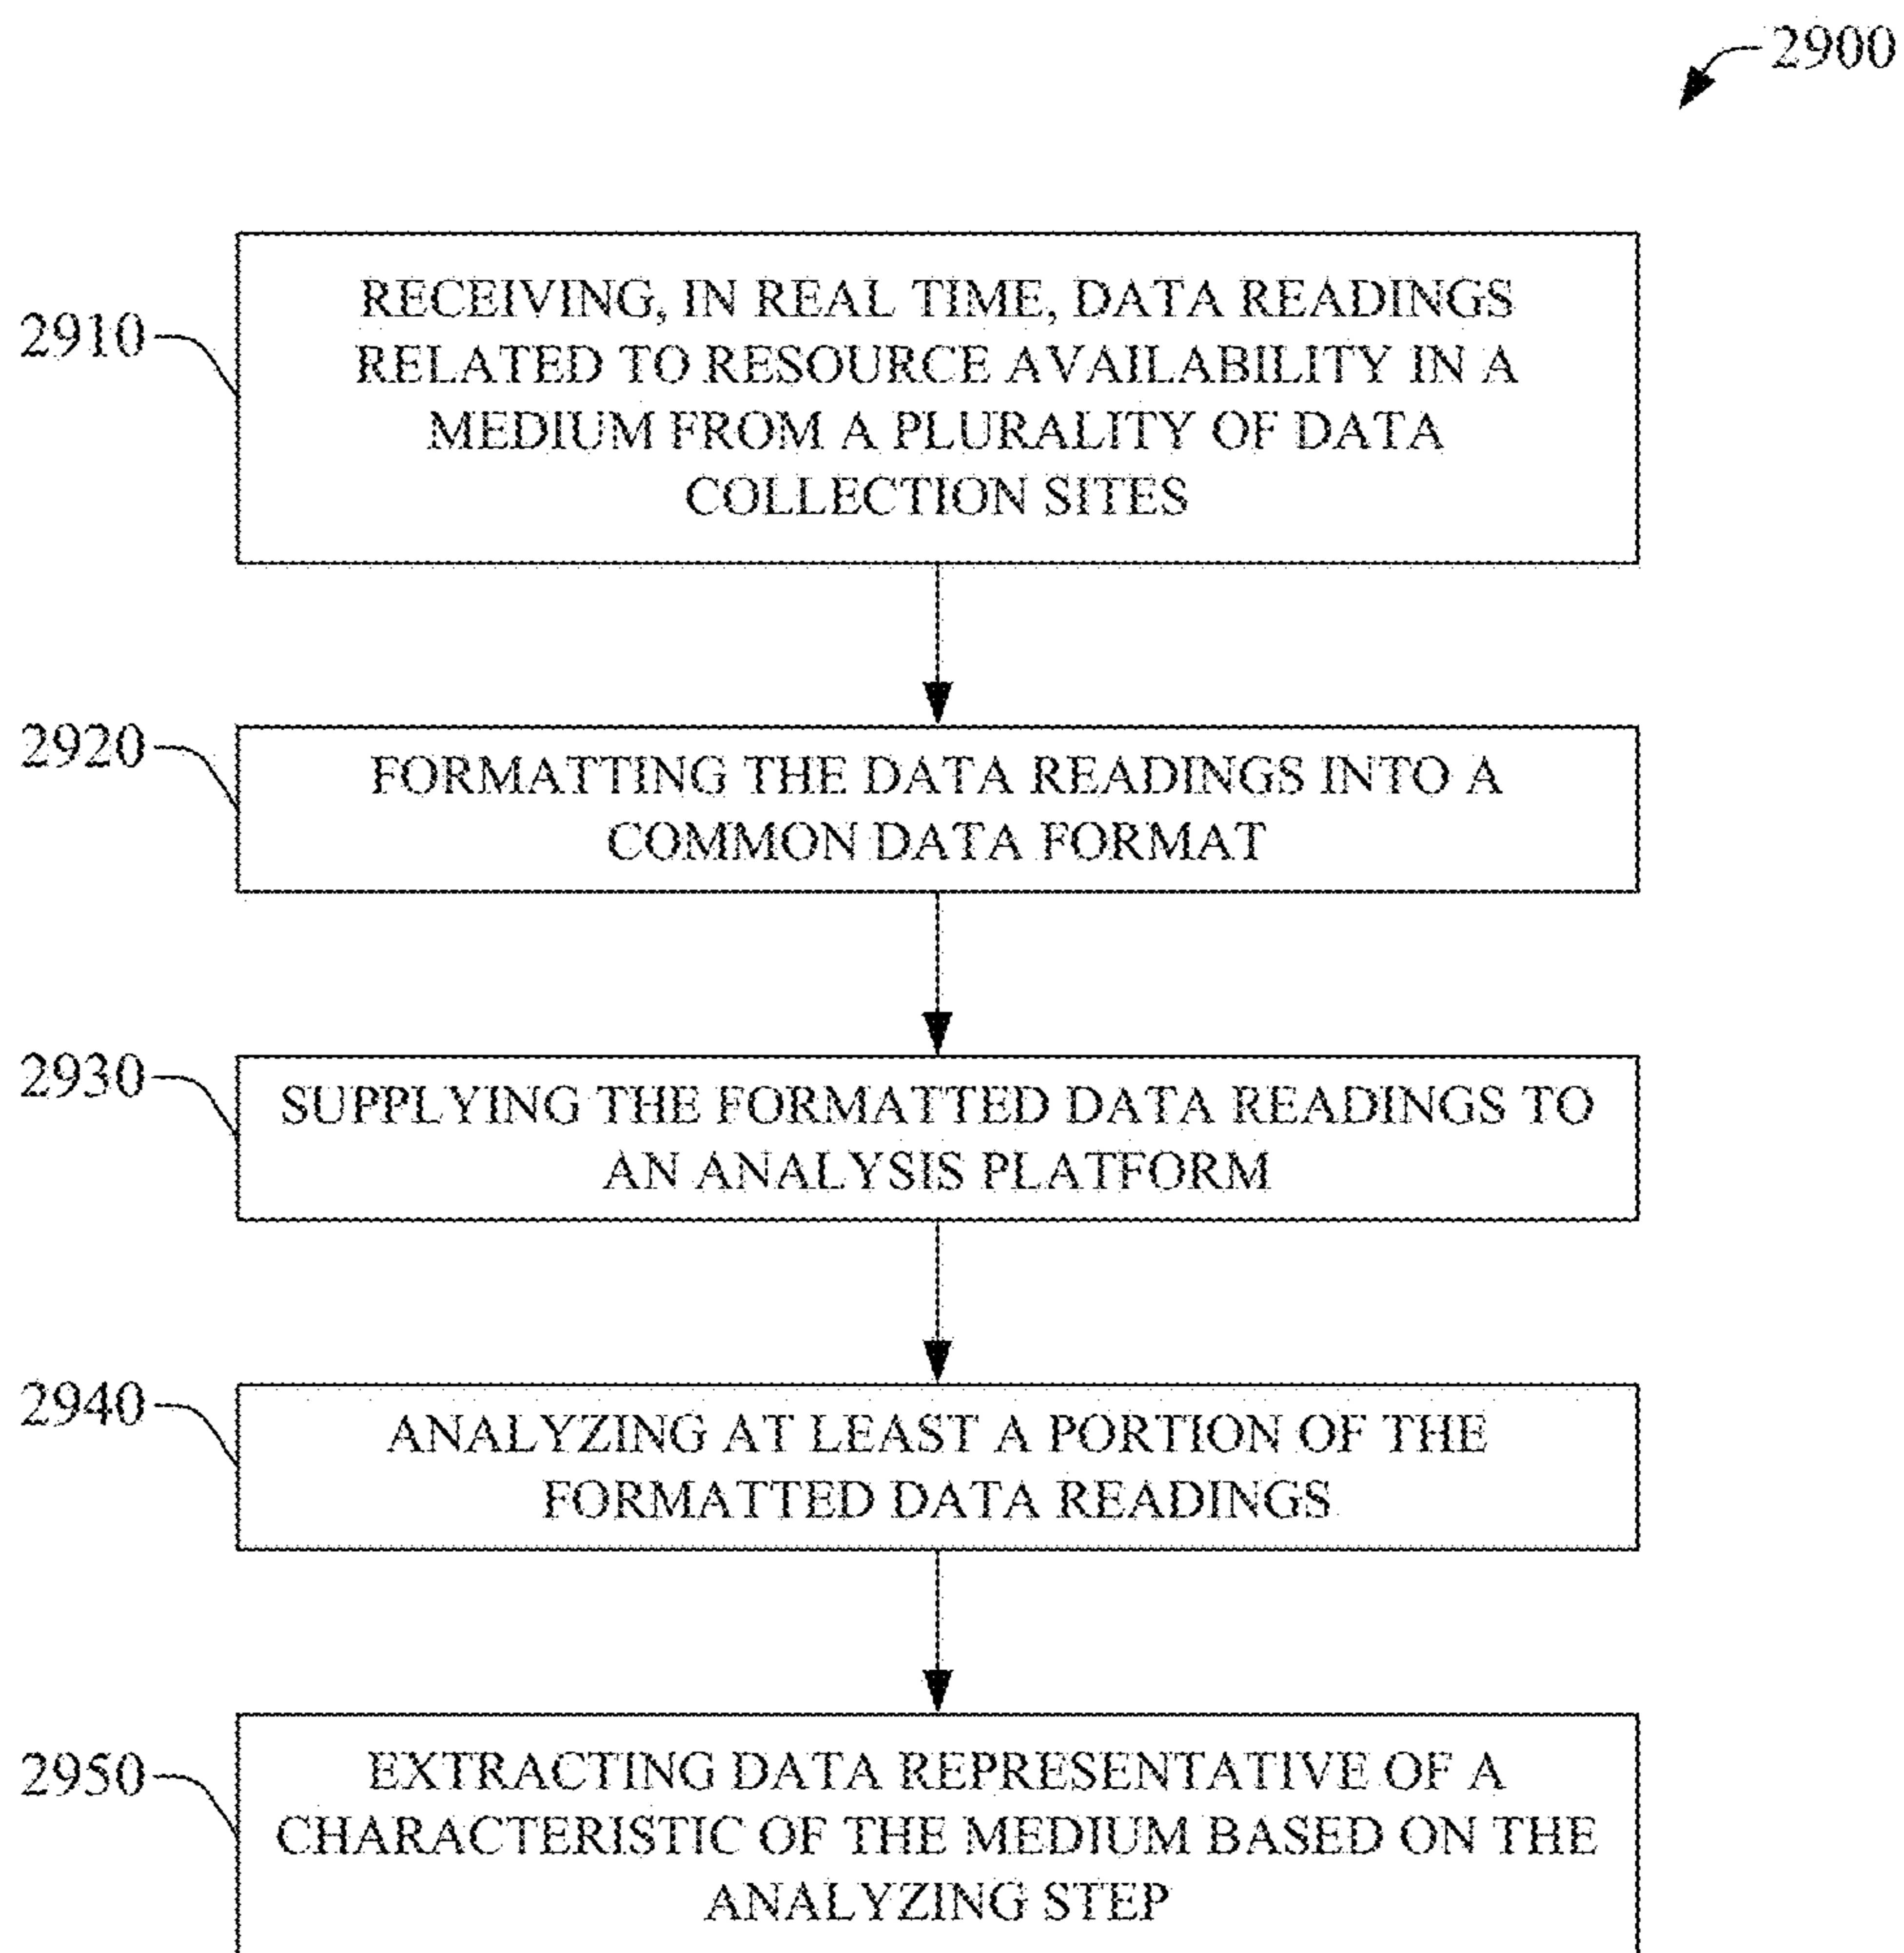 2900
2910
RECEIVING, IN REAL TIME, DATA READINGS
RELATED TO RESOURCE AVAILABILITY IN A
MEDIUM FROM A PLURALITY OF DATA
COLLECTION SITES
2920
FORMATTING THE DATA READINGS INTO A
COMMON DATA FORMAT
2930
SUPPLYING THE FORMATTED DATA READINGS TO
AN ANALYSIS PLATFORM
2940
ANALYZING AT LEAST A PORTION OF THE
FORMATTED DATA READINGS
2950
EXTRACTING DATA REPRESENTATIVE OF A
CHARACTERISTIC OF THE MEDIUM BASED ON THE
ANALYZING STEP